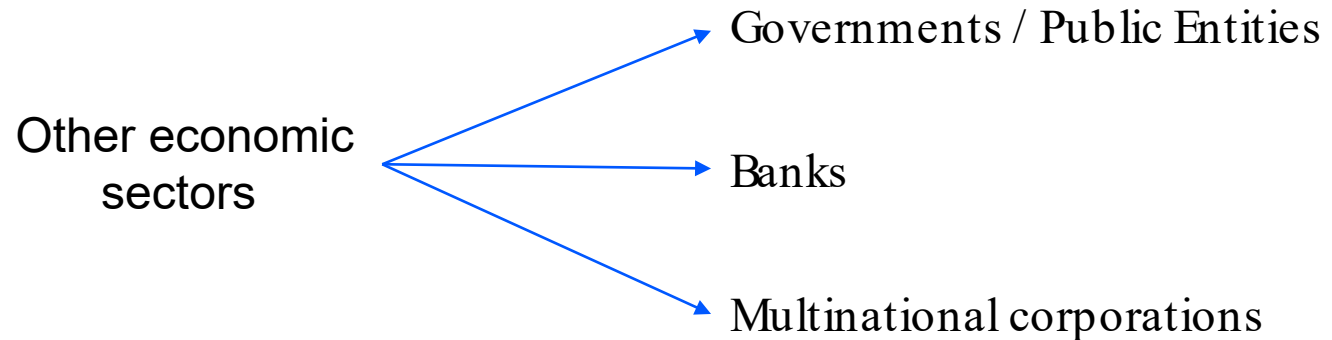 Governments / Public Entities
Other economic
sectors
Banks
Multinational corporations